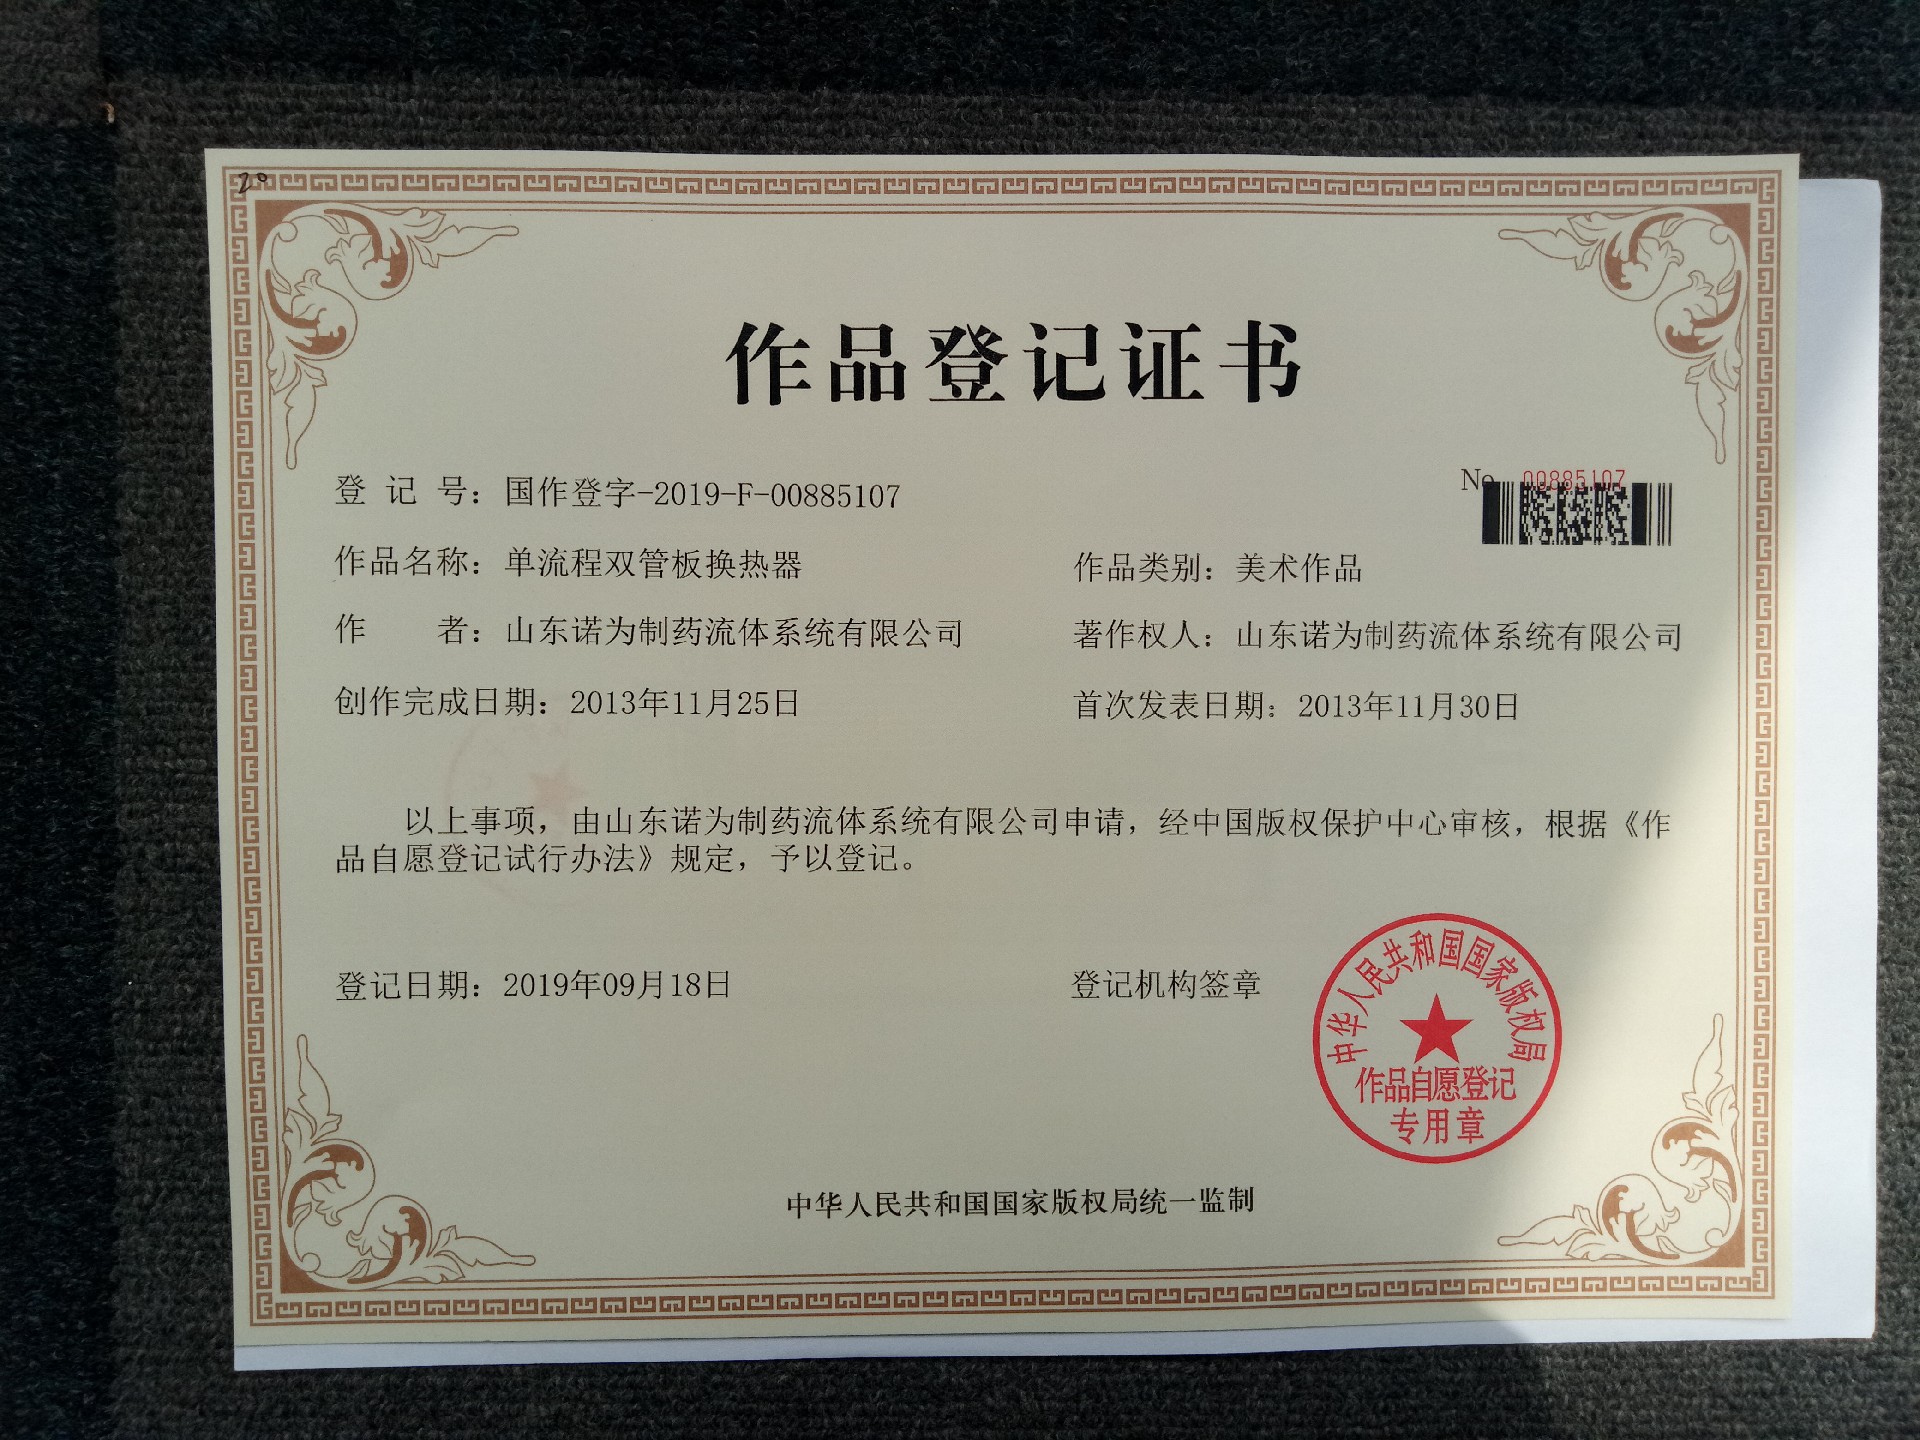 20
作品登记证书
No. 00885107
登 记 号：国作登字-2019-F-00885107
作品名称：单流程双管板换热器
作品类别：美术作品
作 者：山东诺为制药流体系统有限公司
著作权人：山东诺为制药流体系统有限公司
创作完成日期：2013年11月25日
首次发表日期：2013年11月30日
以上事项，由山东诺为制药流体系统有限公司申请，经中国版权保护中心审核，根据《作
品自愿登记试行办法》规定，予以登记。
登记日期：2019年09月18日
登记机构签章
中华人民共和国国家版权局
作品自愿登记
专用章
中华人民共和国国家版权局统一监制